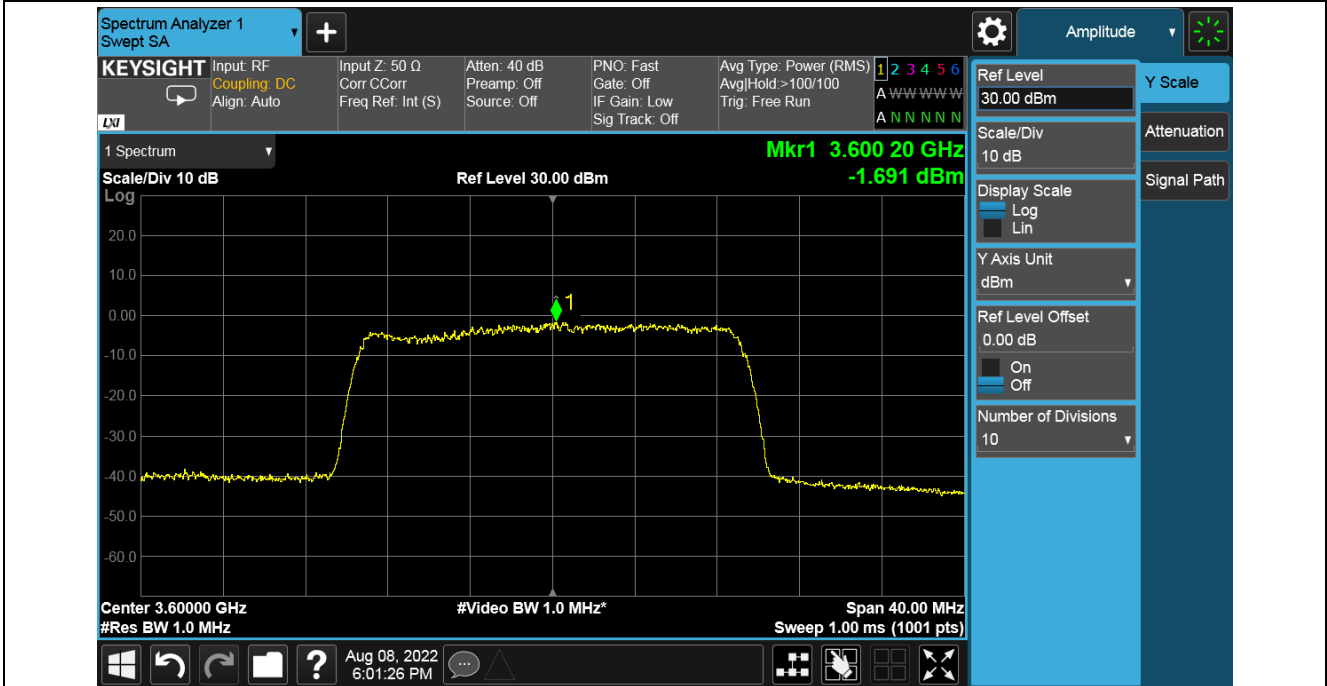 Spectrum Analyzer 1
Swept SA
+
Amplitude
KEYSIGHT
LXI
Input: RF
Coupling: DC
Align: Auto
Input Z: 50 Ω
Corr CCorr
Freq Ref: Int (S)
Atten: 40 dB
Preamp: Off
Source: Off
PNO: Fast
Gate: Off
IF Gain: Low
Sig Track: Off
Avg Type: Power (RMS)
Avg|Hold:>100/100
Trig: Free Run
1 2 3 4 5 6
A W W W W W
A N N N N N
1 Spectrum
Mkr1 3.600 20 GHz
Scale/Div 10 dB
Ref Level 30.00 dBm
-1.691 dBm
Log
20.0
10.0
0.00
-10.0
-20.0
-30.0
-40.0
-50.0
-60.0
1
Center 3.60000 GHz
#Video BW 1.0 MHz*
Span 40.00 MHz
#Res BW 1.0 MHz
Sweep 1.00 ms (1001 pts)
Ref Level
30.00 dBm
Scale/Div
10 dB
Display Scale
Log
Lin
Y Axis Unit
dBm
Ref Level Offset
0.00 dB
On
Off
Number of Divisions
10
Y Scale
Attenuation
Signal Path
?
Aug 08, 2022
6:01:26 PM